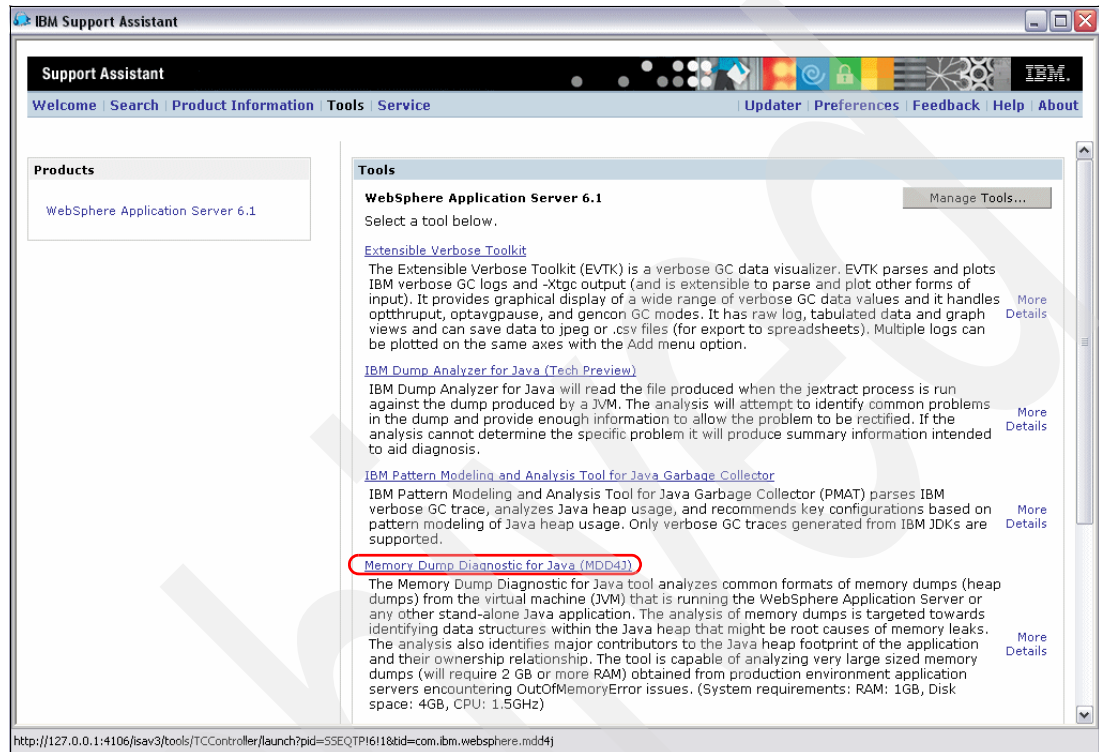 IBM Support Assistant
Support Assistant
IBM.
Welcome | Search | Product Information | Tools | Service | Updater | Preferences | Feedback | Help | About
Products
WebSphere Application Server 6.1
Tools
WebSphere Application Server 6.1
Manage Tools...
Select a tool below.
Extensible Verbose Toolkit
The Extensible Verbose Toolkit (EVTK) is a verbose GC data visualizer. EVTK parses and plots
IBM verbose GC logs and -Xtgc output (and is extensible to parse and plot other forms of
input). It provides graphical display of a wide range of verbose GC data values and it handles
optthruput, optavgpause, and gencon GC modes. It has raw log, tabulated data and graph
views and can save data to jpeg or .csv files (for export to spreadsheets). Multiple logs can
be plotted on the same axes with the Add menu option.
More
Details
IBM Dump Analyzer for Java (Tech Preview)
IBM Dump Analyzer for Java will read the file produced when the jextract process is run
against the dump produced by a JVM. The analysis will attempt to identify common problems
in the dump and provide enough information to allow the problem to be rectified. If the
analysis cannot determine the specific problem it will produce summary information intended
to aid diagnosis.
More
Details
IBM Pattern Modeling and Analysis Tool for Java Garbage Collector
IBM Pattern Modeling and Analysis Tool for Java Garbage Collector (PMAT) parses IBM
verbose GC trace, analyzes Java heap usage, and recommends key configurations based on
pattern modeling of Java heap usage. Only verbose GC traces generated from IBM JDKs are
supported.
More
Details
Memory Dump Diagnostic for Java (MDD4J)
The Memory Dump Diagnostic for Java tool analyzes common formats of memory dumps (heap
dumps) from the virtual machine (JVM) that is running the WebSphere Application Server or
any other stand-alone Java application. The analysis of memory dumps is targeted towards
identifying data structures within the Java heap that might be root causes of memory leaks.
The analysis also identifies major contributors to the Java heap footprint of the application
and their ownership relationship. The tool is capable of analyzing very large sized memory
dumps (will require 2 GB or more RAM) obtained from production environment application
servers encountering OutOfMemoryError issues. (System requirements: RAM: 1GB, Disk
space: 4GB, CPU: 1.5GHz)
More
Details
http://127.0.0.1:4106/isav3/tools/TCController/launch?pid=SSEQTP!6!1&tid=com.ibm.websphere.mdd4j